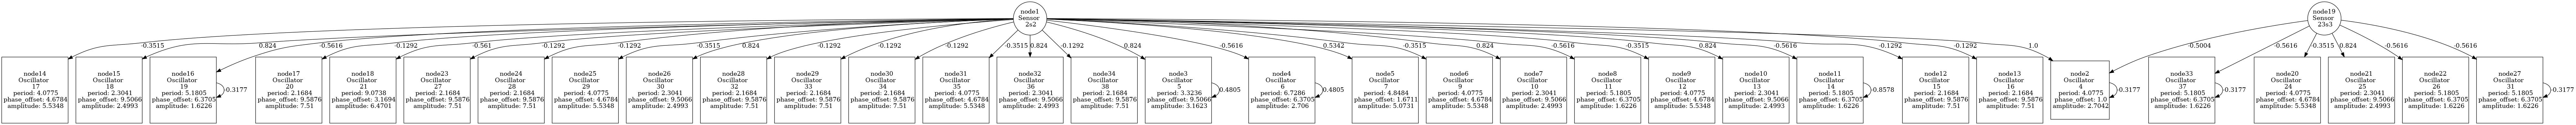 node1
Sensor
2s2
node19
Sensor
23s3
0.3515
0.824
-0.5616
-0.1292
-0.561
-0.1292
-0.1292
-0.3515
0.824
-0.1292
-0.1292
-0.1292
0.3515
0.824
0.1292
0.824
-0.5616
0.5342
-0.3515
0.824
-0.5616
-0.3515
0.824
-0.5616
-0.1292
-0.1292
1.0
-0.5004
-0.5616
0.3515
0.824
-0.5616
-0.5616
node14
Oscillator
17
period: 4.0775
phase_offset: 4.6784
amplitude: 5.5348
node15
Oscillator
18
period: 2.3041
phase_offset: 9.5066
amplitude: 2.4993
node16
Oscillator
19
period: 5.1805
phase_offset: 6.3705
amplitude: 1.6226
-0.3177
node17
Oscillator
20
period: 2.1684
phase_offset: 9.5876
amplitude: 7.51
node18
Oscillator
21
period: 9.0738
phase_offset: 3.1694
amplitude: 6.4701
node23
Oscillator
27
period: 2.1684
phase_offset: 9.5876
amplitude: 7.51
node24
Oscillator
28
period: 2.1684
phase_offset: 9.5876
amplitude: 7.51
node25
Oscillator
29
period: 4.0775
phase_offset: 4.6784
amplitude: 5.5348
node26
Oscillator
30
period: 2.3041
phase_offset: 9.5066
amplitude: 2.4993
node28
Oscillator
32
period: 2.1684
phase_offset: 9.5876
amplitude: 7.51
node29
Oscillator
33
period: 2.1684
phase_offset: 9.5876
amplitude: 7.51
node30
Oscillator
34
period: 2.1684
phase_offset: 9.5876
amplitude: 7.51
node31
Oscillator
35
period: 4.0775
phase_offset: 4.6784
amplitude: 5.5348
node32
Oscillator
36
period: 2.3041
phase_offset: 9.5066
amplitude: 2.4993
node34
Oscillator
38
period: 2.1684
phase_offset: 9.5876
amplitude: 7.51
node3
Oscillator
5
period: 3.3236
phase_offset: 9.5066
amplitude: 3.1623
0.4805
node4
Oscillator
6
period: 6.7286
phase_offset: 6.3705
amplitude: 2.706
0.4805
node5
Oscillator
7
period: 4.8484
phase_offset: 1.6711
amplitude: 5.0731
node6
Oscillator
9
period: 4.0775
phase_offset: 4.6784
amplitude: 5.5348
node7
Oscillator
10
period: 2.3041
phase_offset: 9.5066
amplitude: 2.4993
node8
Oscillator
11
period: 5.1805
phase_offset: 6.3705
amplitude: 1.6226
node9
Oscillator
12
period: 4.0775
phase_offset: 4.6784
amplitude: 5.5348
node10
Oscillator
13
period: 2.3041
phase_offset: 9.5066
amplitude: 2.4993
node11
Oscillator
14
period: 5.1805
phase_offset: 6.3705
amplitude: 1.6226
-0.8578
node12
Oscillator
15
period: 2.1684
phase_offset: 9.5876
amplitude: 7.51
node13
Oscillator
16
period: 2.1684
phase_offset: 9.5876
amplitude: 7.51
node2
Oscillator
4
period: 4.0775
phase_offset: 1.0
amplitude: 2.7042
-0.3177
node33
Oscillator
37
period: 5.1805
phase_offset: 6.3705
amplitude: 1.6226
-0.3177
node20
Oscillator
24
period: 4.0775
phase_offset: 4.6784
amplitude: 5.5348
node21
Oscillator
25
period: 2.3041
phase_offset: 9.5066
amplitude: 2.4993
node22
Oscillator
26
period: 5.1805
phase_offset: 6.3705
amplitude: 1.6226
node27
Oscillator
31
period: 5.1805
phase_offset: 6.3705
amplitude: 1.6226
-0.3177